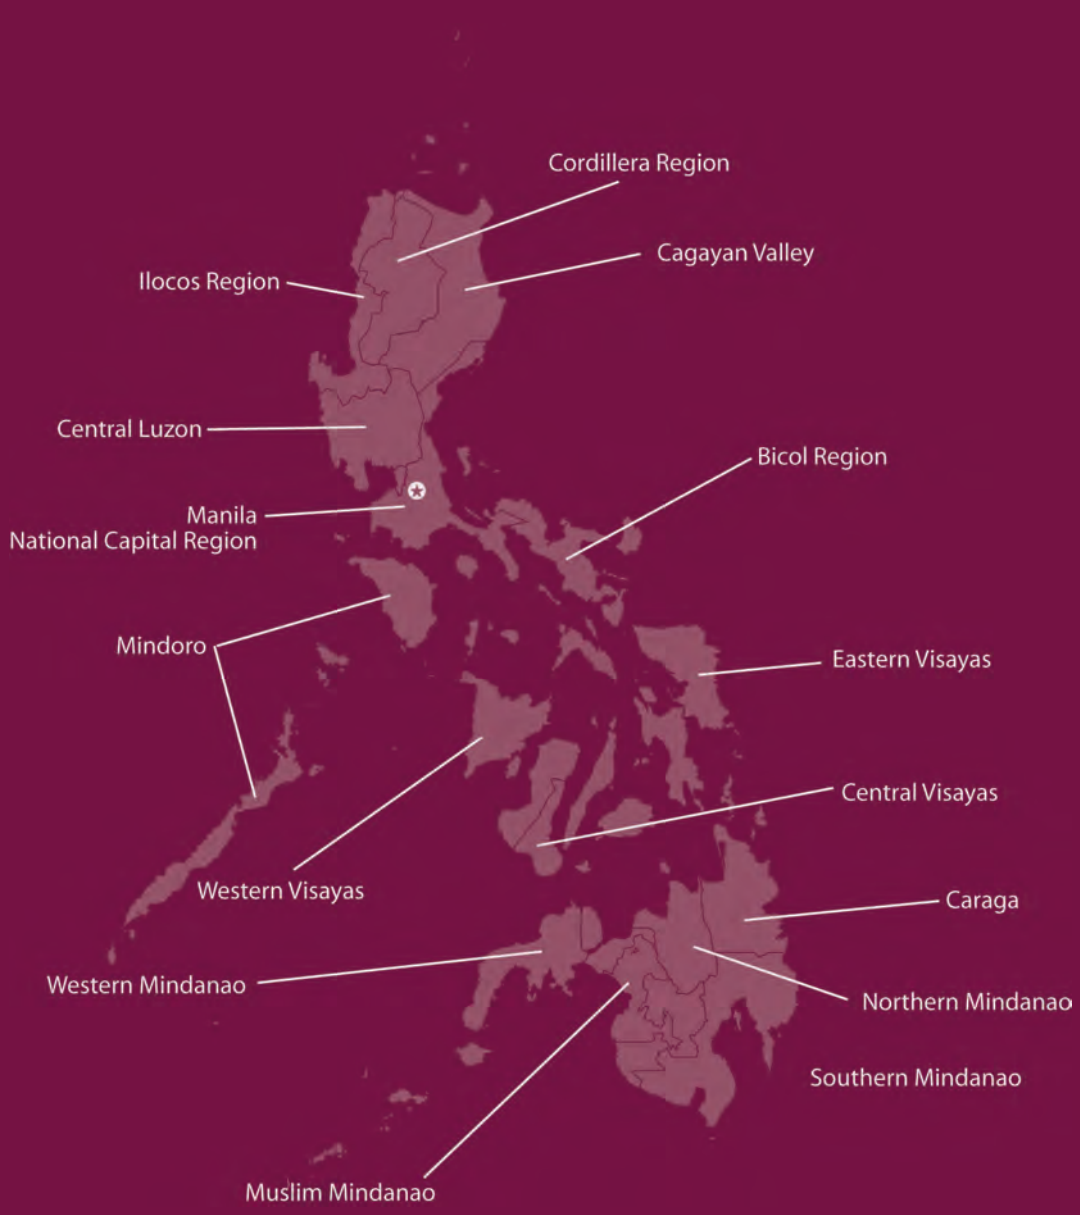 Cordillera Region
Cagayan Valley
Ilocos Region
Central Luzon
Bicol Region
Manila
National Capital Region
Mindoro
Eastern Visayas
Central Visayas
Western Visayas
Caraga
Western Mindanao
Northern Mindanao
Southern Mindanao
Muslim Mindanao